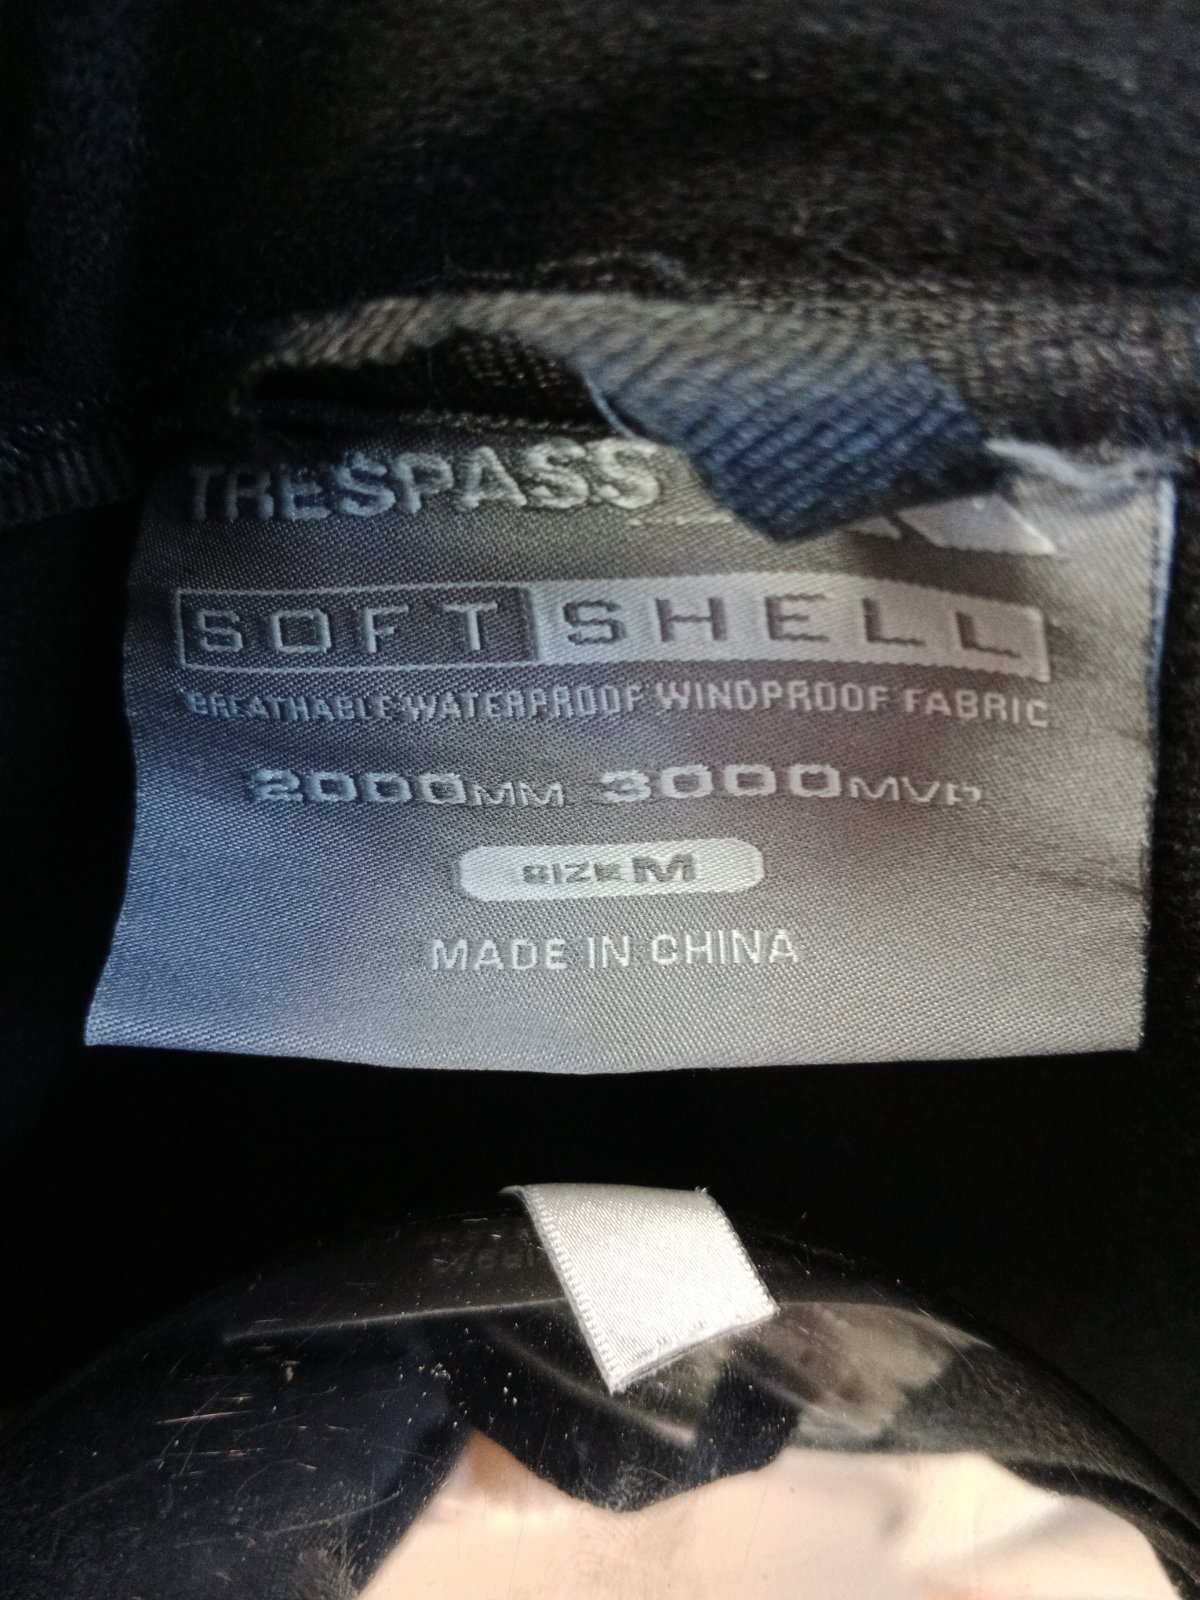 TRESPASS
SOFT SHELL
BREATHABLE WATERPROOF WINDPROOF FABRIC
2000MM 3000MVP
SIZE M
MADE IN CHINA